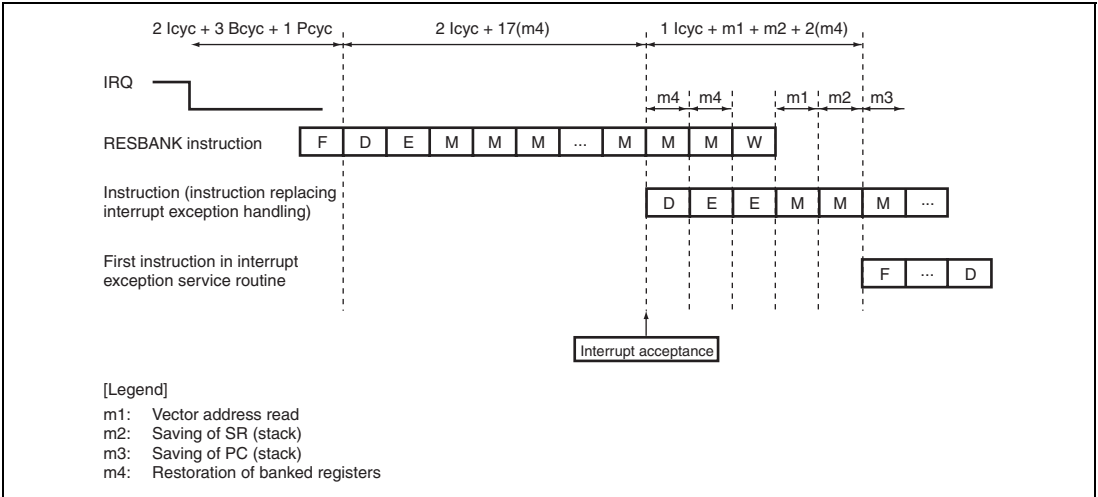 2 Icyc + 3 Bcyc + 1 Pcyc 2 Icyc + 17(m4) 1 Icyc + m1 + m2 + 2(m4)
IRQ
m4 m4 m1 m2 m3
RESBANK instruction F D E M M M ... M M M W
Instruction (instruction replacing
interrupt exception handling) D E E M M M ...
First instruction in interrupt
exception service routine F ... D
Interrupt acceptance
[Legend]
m1: Vector address read
m2: Saving of SR (stack)
m3: Saving of PC (stack)
m4: Restoration of banked registers